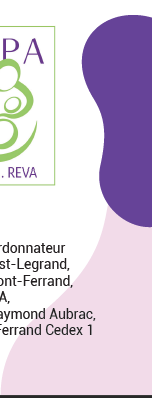 PA
. REVA
rdonnateur
st-Legrand,
ont-Ferrand,
A,
aymond Aubrac,
Ferrand Cedex 1